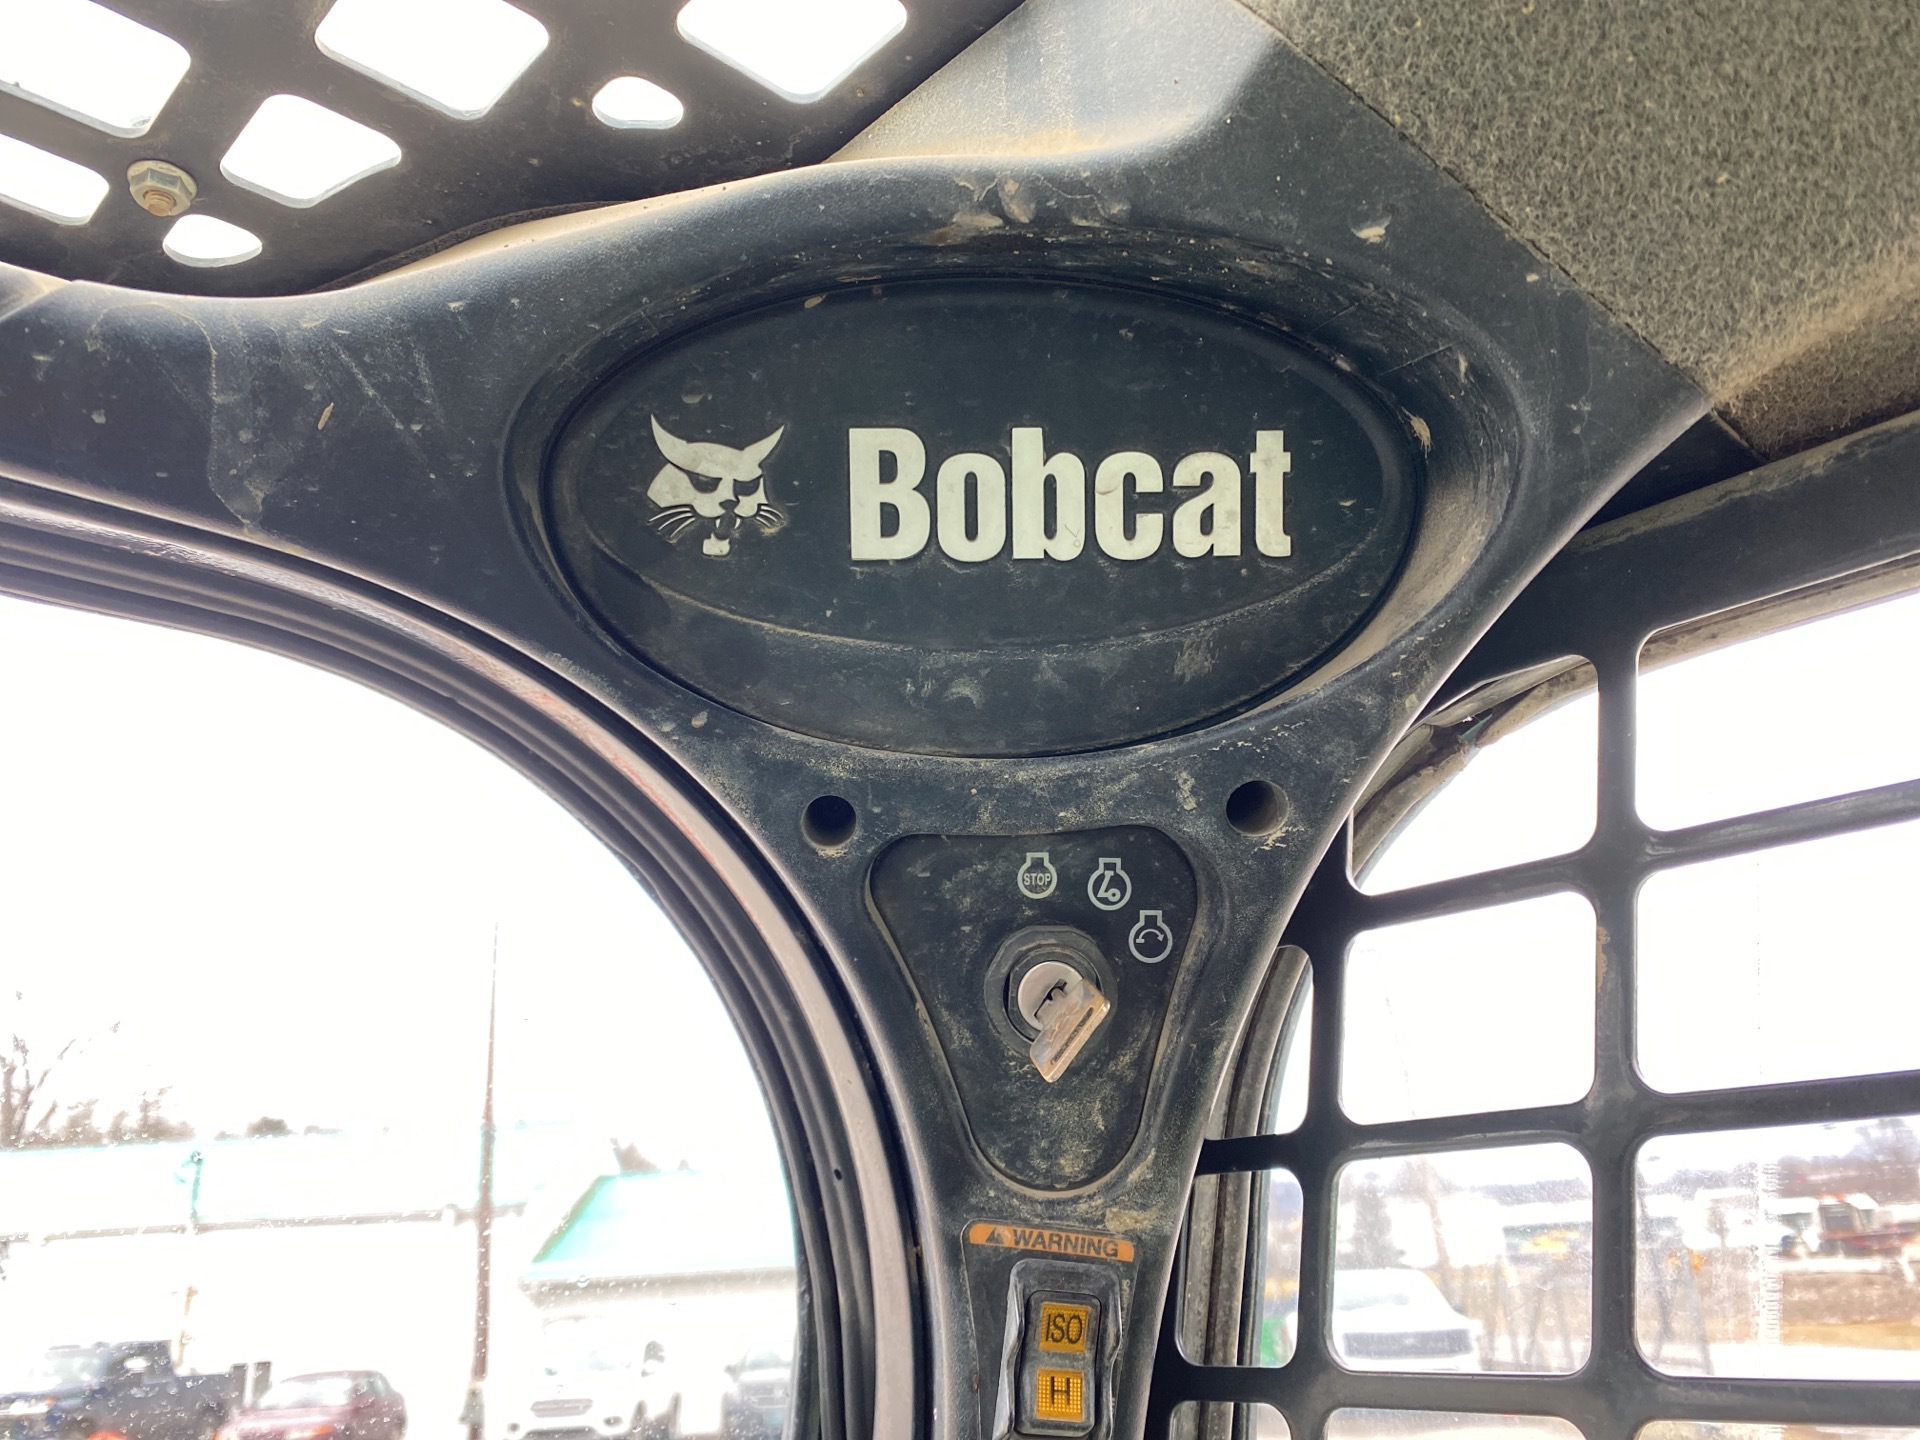 Bobcat
STOP
WARNING
ISO
H